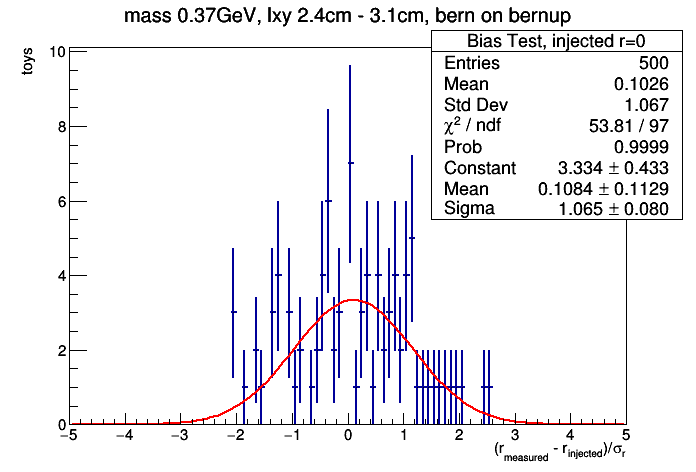 mass 0.37GeV, lxy 2.4cm - 3.1cm, bern on bernup
Bias Test, injected r=0
Entries 500
Mean 0.1026
Std Dev 1.067
χ² / ndf 53.81 / 97
Prob 0.9999
Constant 3.334 ± 0.433
Mean 0.1084 ± 0.1129
Sigma 1.065 ± 0.080
toys
10
8
6
4
2
0
−5 −4 −3 −2 −1 0 1 2 3 4 5
(r_measured - r_injected)/σ_r